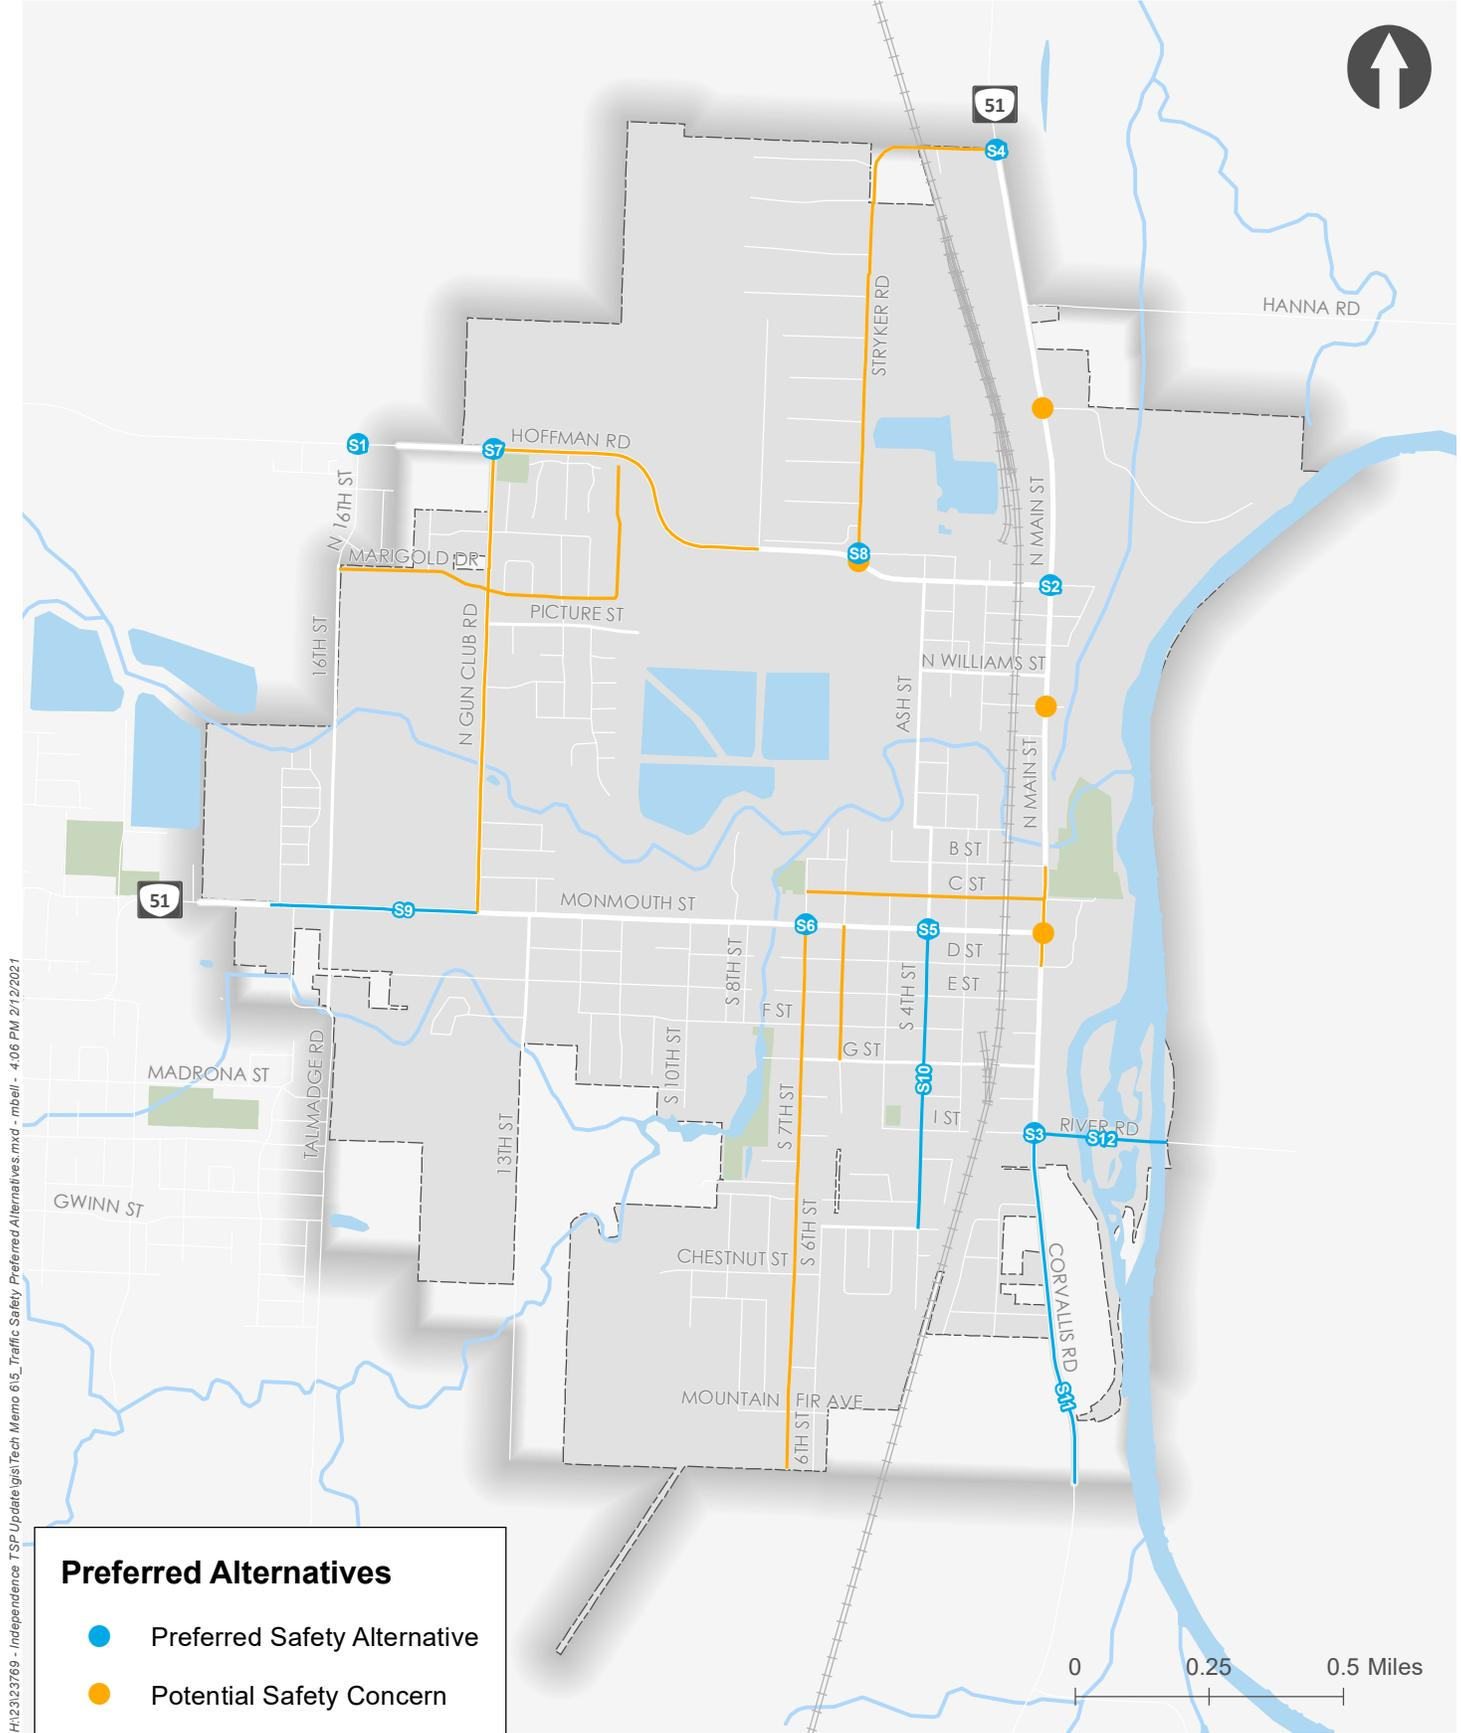 51
S4
HANNA RD
STRYKER RD
S1
S7
HOFFMAN RD
N 16TH ST
N MAIN ST
MARIGOLD DR
S8
S2
PICTURE ST
16TH ST
N GUN CLUB RD
N WILLIAMS ST
ASH ST
N MAIN ST
B ST
C ST
51
S9
MONMOUTH ST
S6
S5
D ST
S 8TH ST
S 4TH ST
E ST
F ST
G ST
S 10TH ST
TALMADGE RD
MADRONA ST
S10
S 7TH ST
I ST
13TH ST
S3
RIVER RD
S12
GWINN ST
S 6TH ST
CHESTNUT ST
CORVALLIS RD
S11
MOUNTAIN FIR AVE
6TH ST
H:\23\23769 - Independence TSP Update\gis\Tech Memo 6\5_Traffic Safety Preferred Alternatives.mxd - mbell - 4:06 PM 2/12/2021
Preferred Alternatives
Preferred Safety Alternative
Potential Safety Concern
0 0.25 0.5 Miles